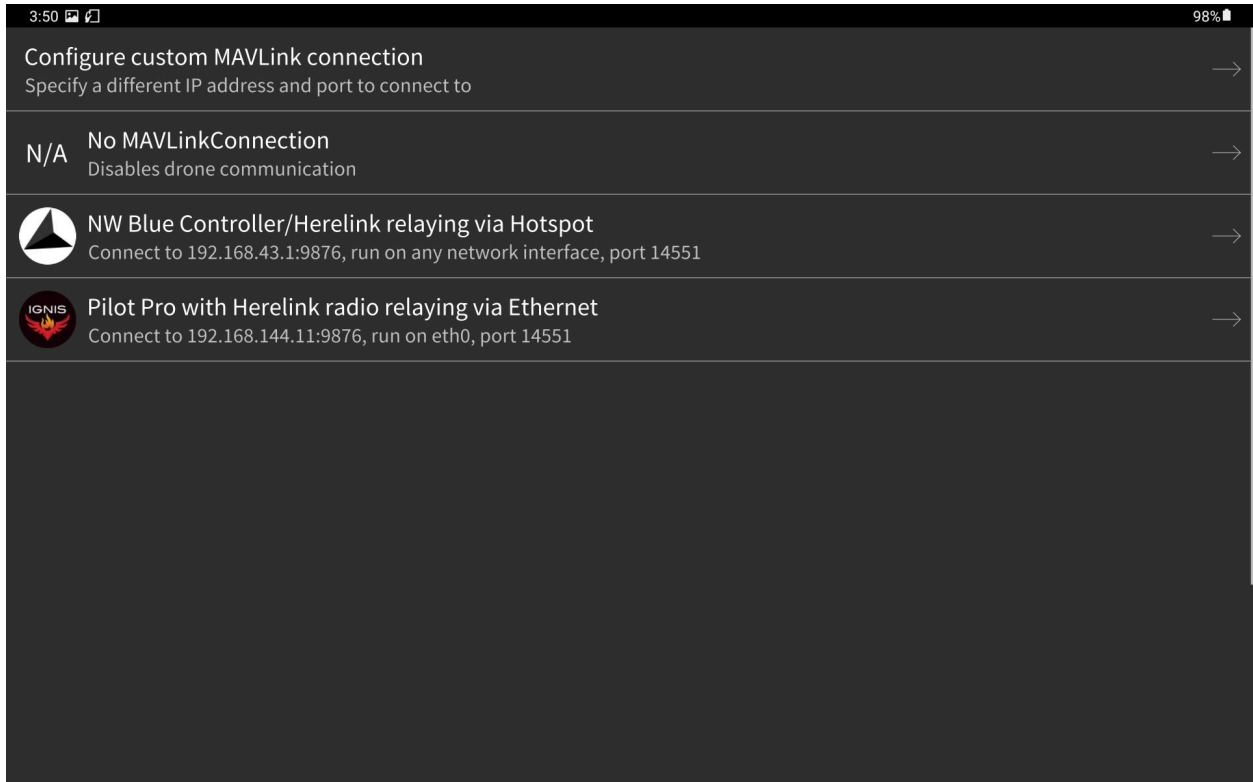 3:50
98%
Configure custom MAVLink connection
Specify a different IP address and port to connect to
N/A
No MAVLinkConnection
Disables drone communication
NW Blue Controller/Herelink relaying via Hotspot
Connect to 192.168.43.1:9876, run on any network interface, port 14551
IGNIS
Pilot Pro with Herelink radio relaying via Ethernet
Connect to 192.168.144.11:9876, run on eth0, port 14551